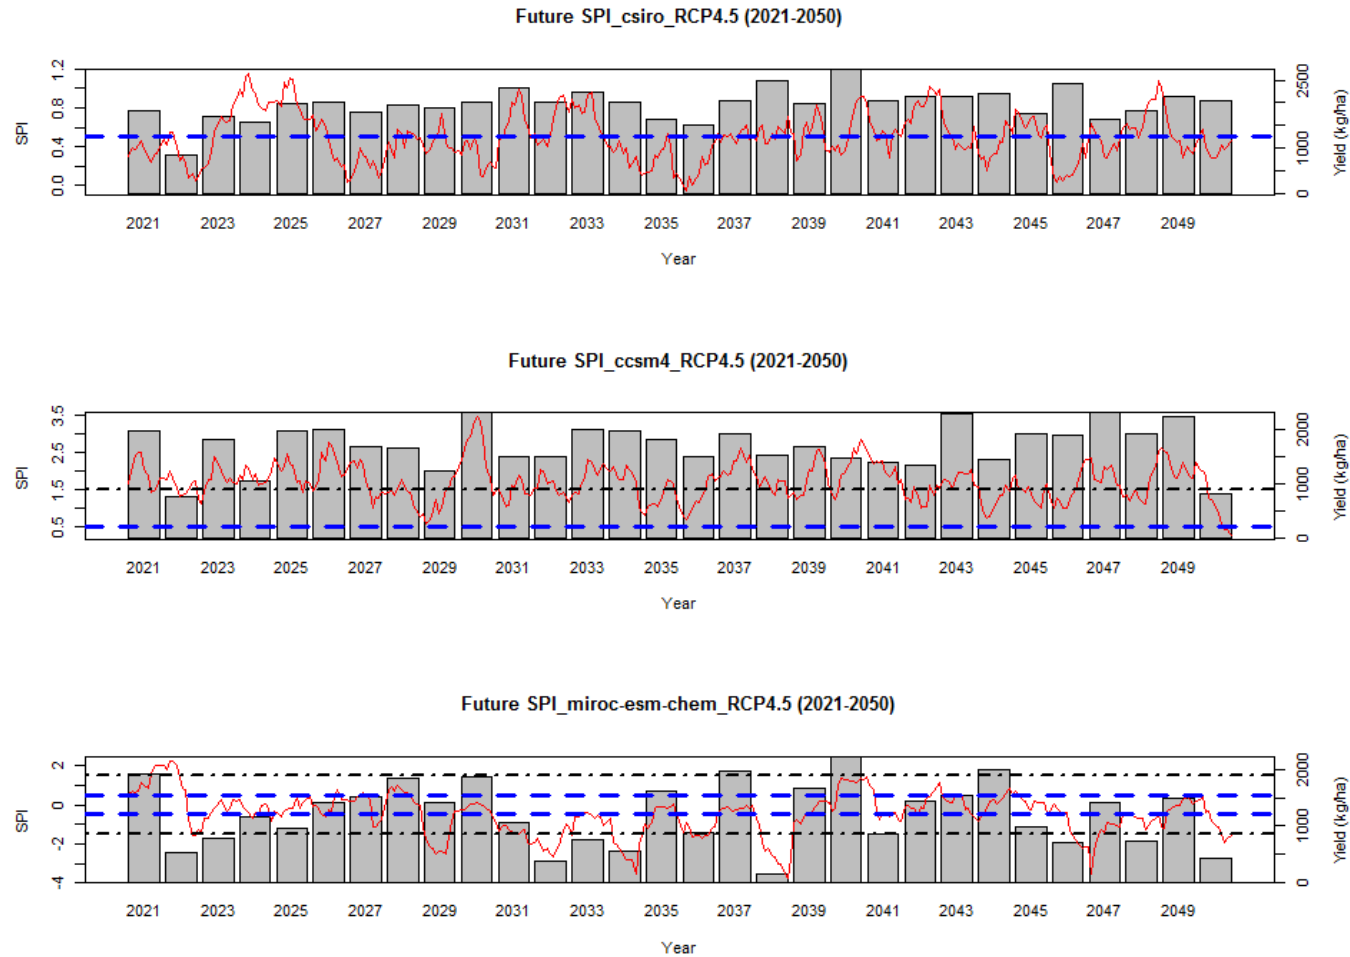 Future SPI_csiro_RCP4.5 (2021-2050)
SPI
0.0 0.4 0.8 1.2
0 1000 2500
Yield (kg/ha)
2021 2023 2025 2027 2029 2031 2033 2035 2037 2039 2041 2043 2045 2047 2049
Year
Future SPI_ccsm4_RCP4.5 (2021-2050)
SPI
0.5 1.5 2.5 3.5
0 1000 2000
Yield (kg/ha)
2021 2023 2025 2027 2029 2031 2033 2035 2037 2039 2041 2043 2045 2047 2049
Year
Future SPI_miroc-esm-chem_RCP4.5 (2021-2050)
SPI
-4 -2 0 2
0 1000 2000
Yield (kg/ha)
2021 2023 2025 2027 2029 2031 2033 2035 2037 2039 2041 2043 2045 2047 2049
Year